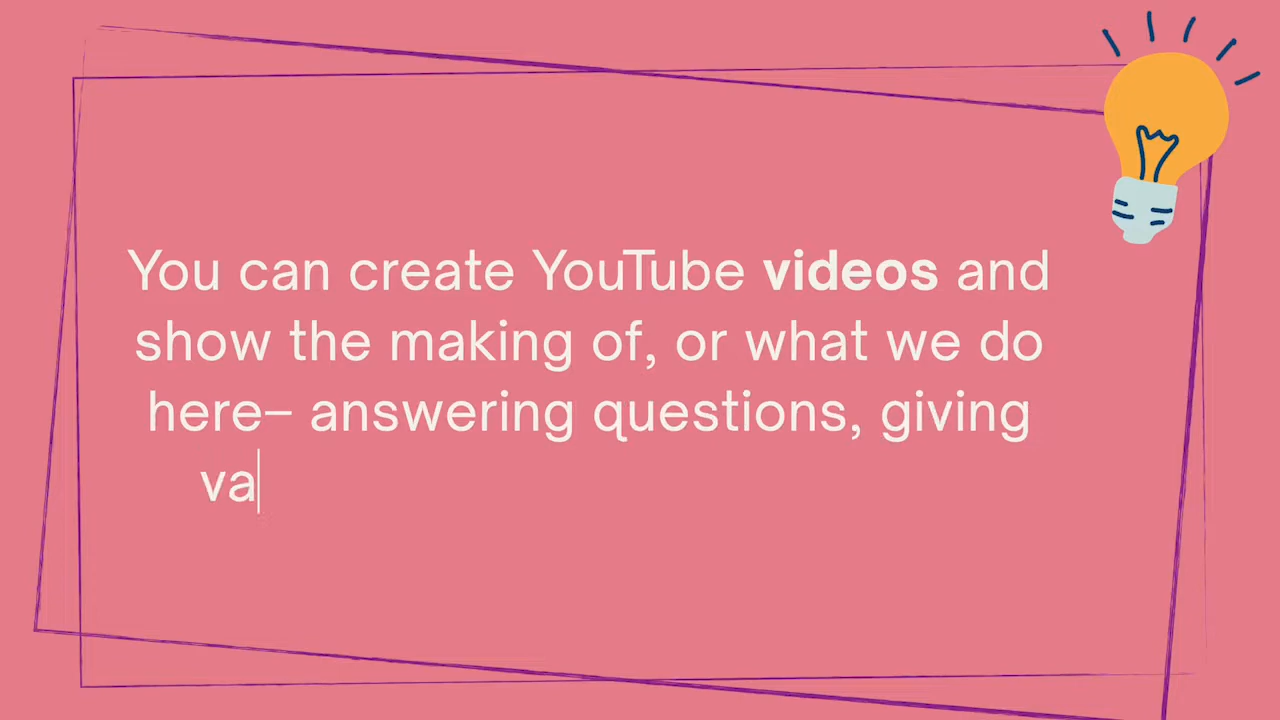 You can create YouTube videos and
show the making of, or what we do
here– answering questions, giving
va